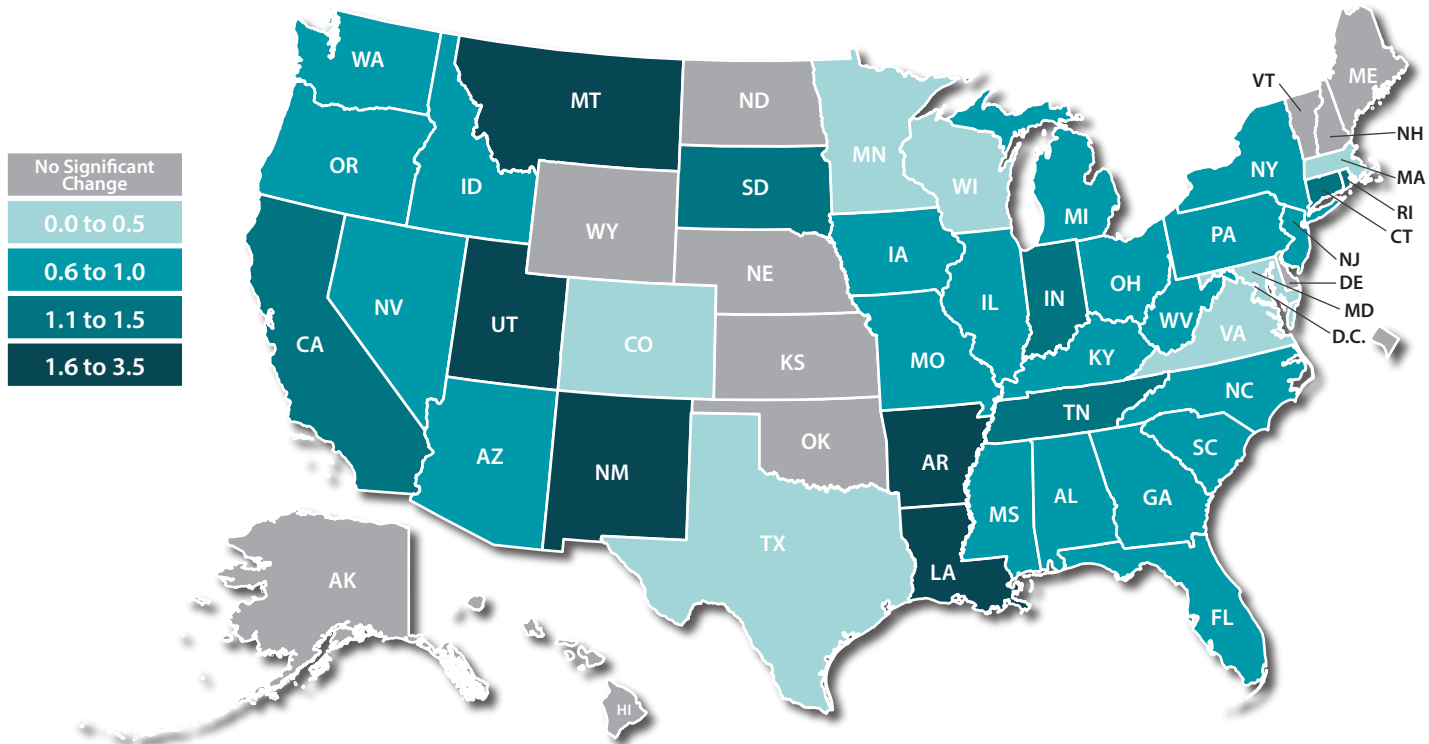 No Significant
Change
0.0 to 0.5
0.6 to 1.0
1.1 to 1.5
1.6 to 3.5
WA
OR
CA
ID
NV
MT
WY
UT
AZ
CO
NM
ND
SD
NE
KS
OK
TX
MN
IA
MO
AR
LA
WI
IL
MI
IN
OH
KY
TN
MS
AL
GA
FL
SC
NC
VA
WV
PA
NY
VT
ME
NH
MA
RI
CT
NJ
DE
MD
D.C.
AK
HI